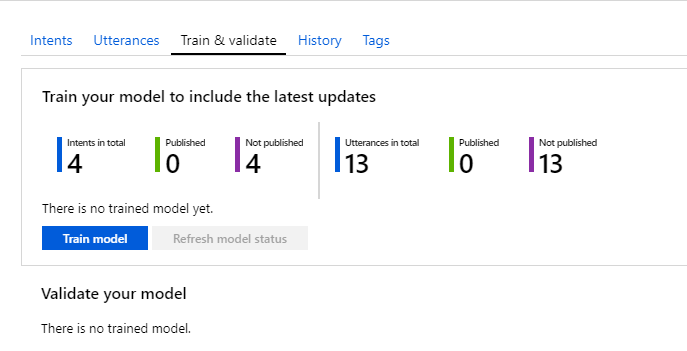 Intents Utterances Train & validate History Tags
Train your model to include the latest updates
Intents in total Published Not published Utterances in total Published Not published
4 0 4 13 0 13
There is no trained model yet.
Train model Refresh model status
Validate your model
There is no trained model.